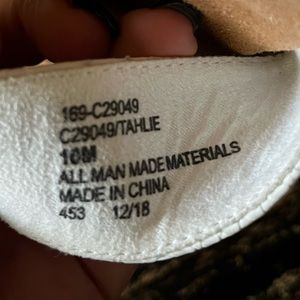 169-C29049
C29049/TAHLIE
10M
ALL MAN MADE MATERIALS
MADE IN CHINA
453 12/18